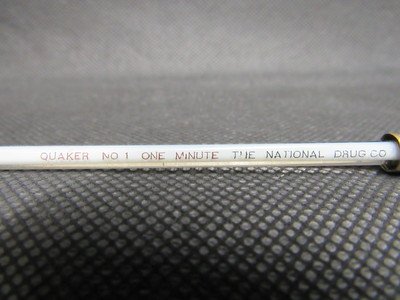 QUAKER NO 1 ONE MINUTE THE NATIONAL DRUG CO